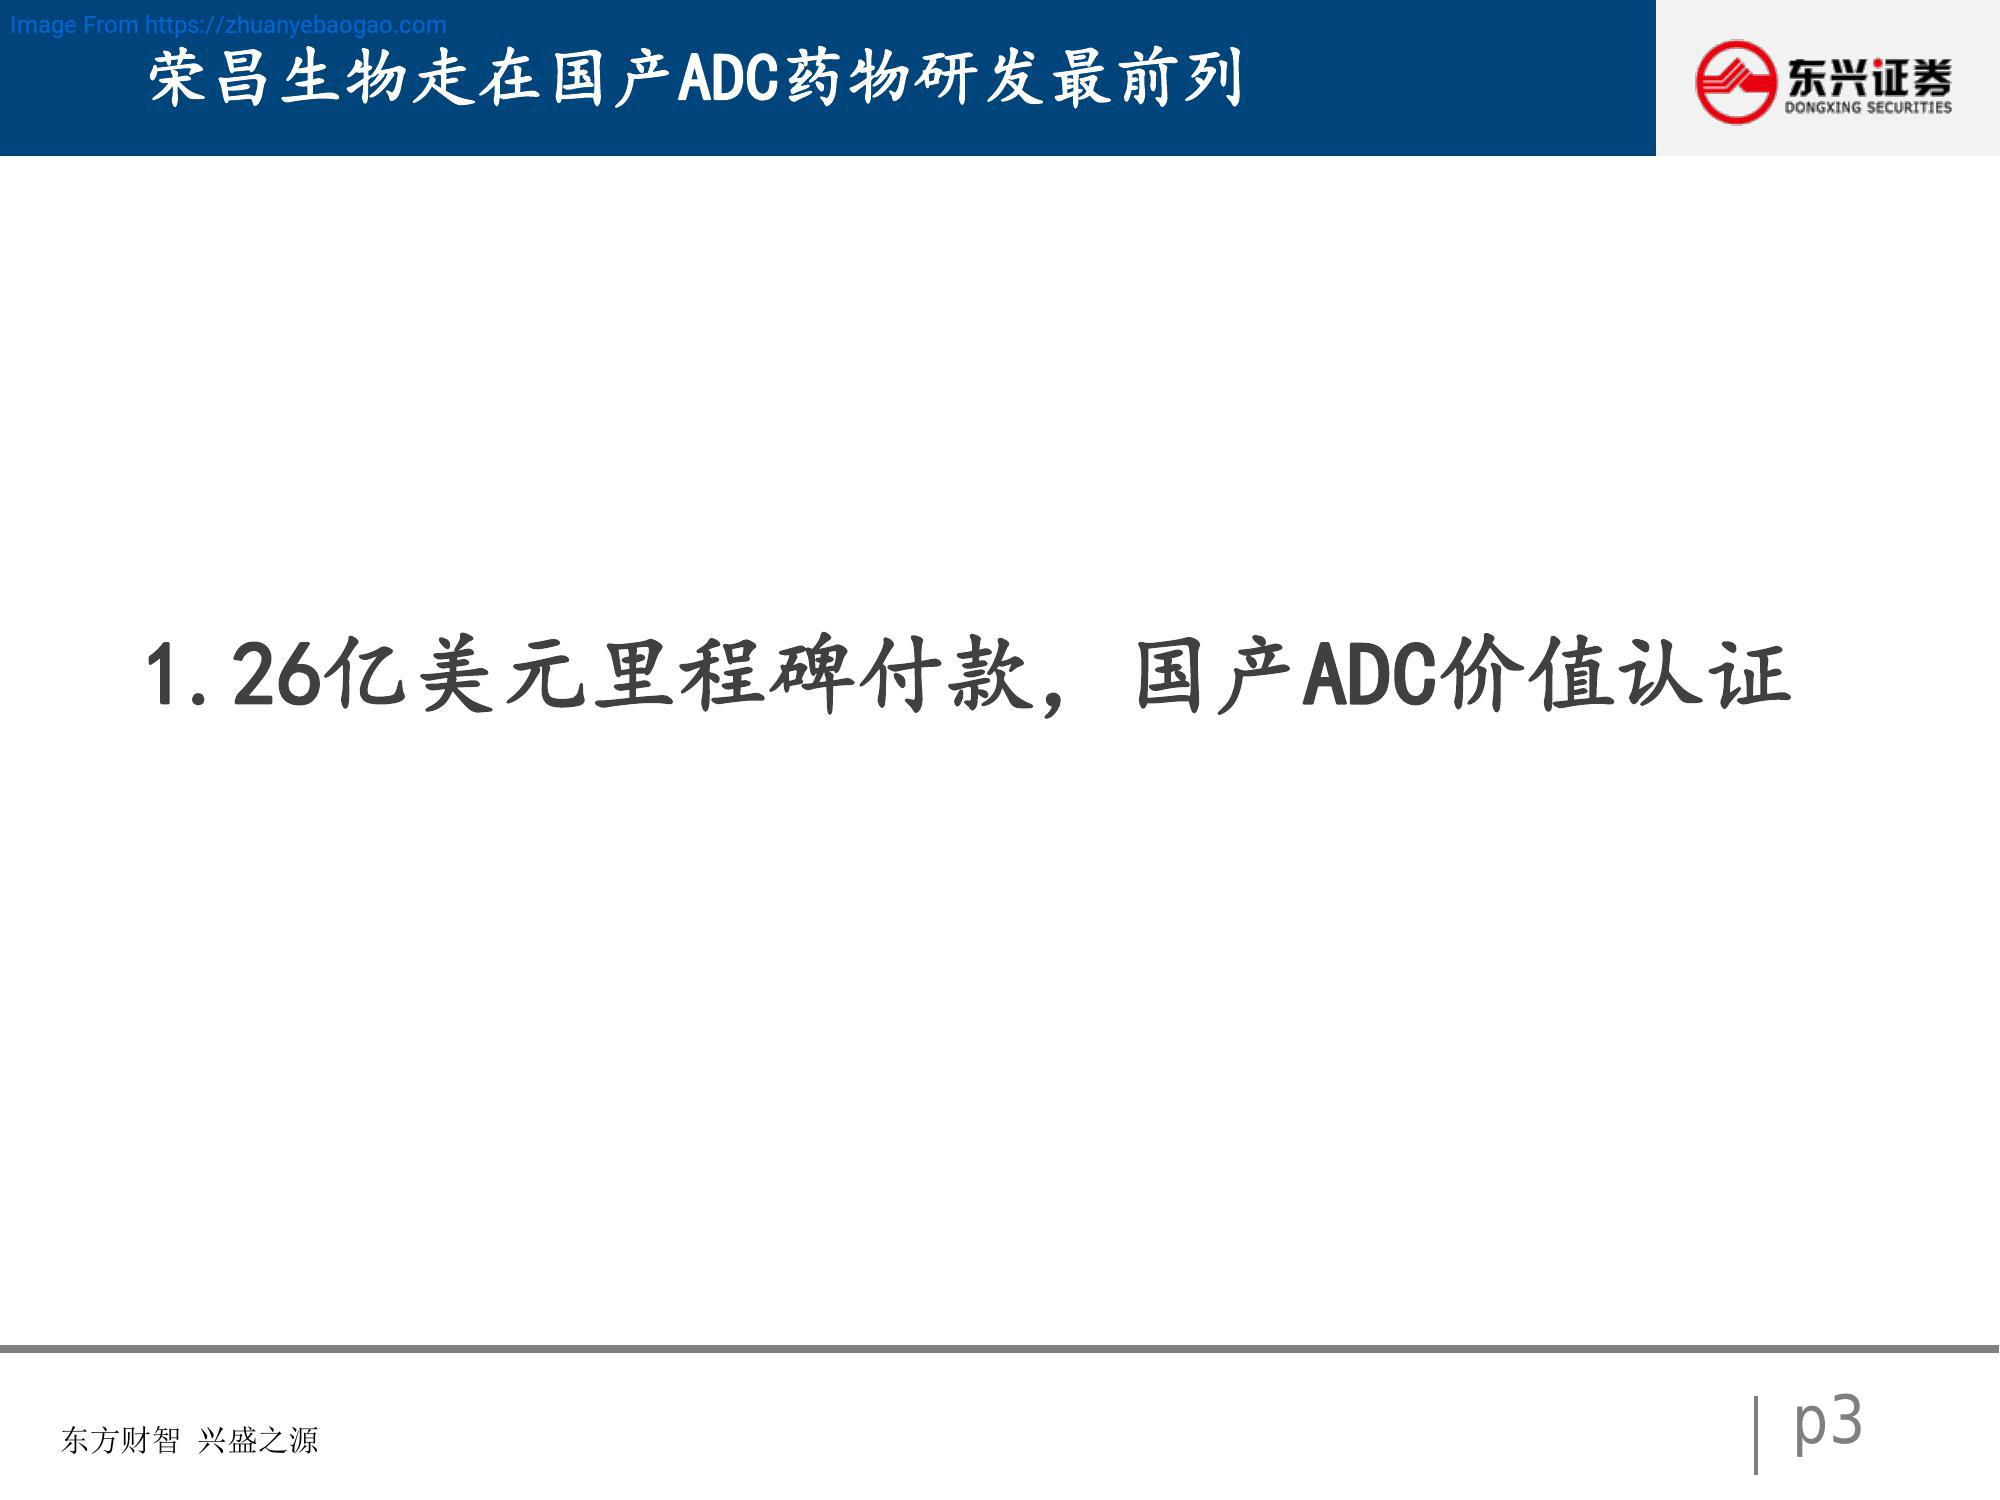 Image From https://zhuanyebaogao.com
荣昌生物走在国产ADC药物研发最前列
东兴证券
DONGXING SECURITIES
1.26亿美元里程碑付款，国产ADC价值认证
东方财智 兴盛之源
p3